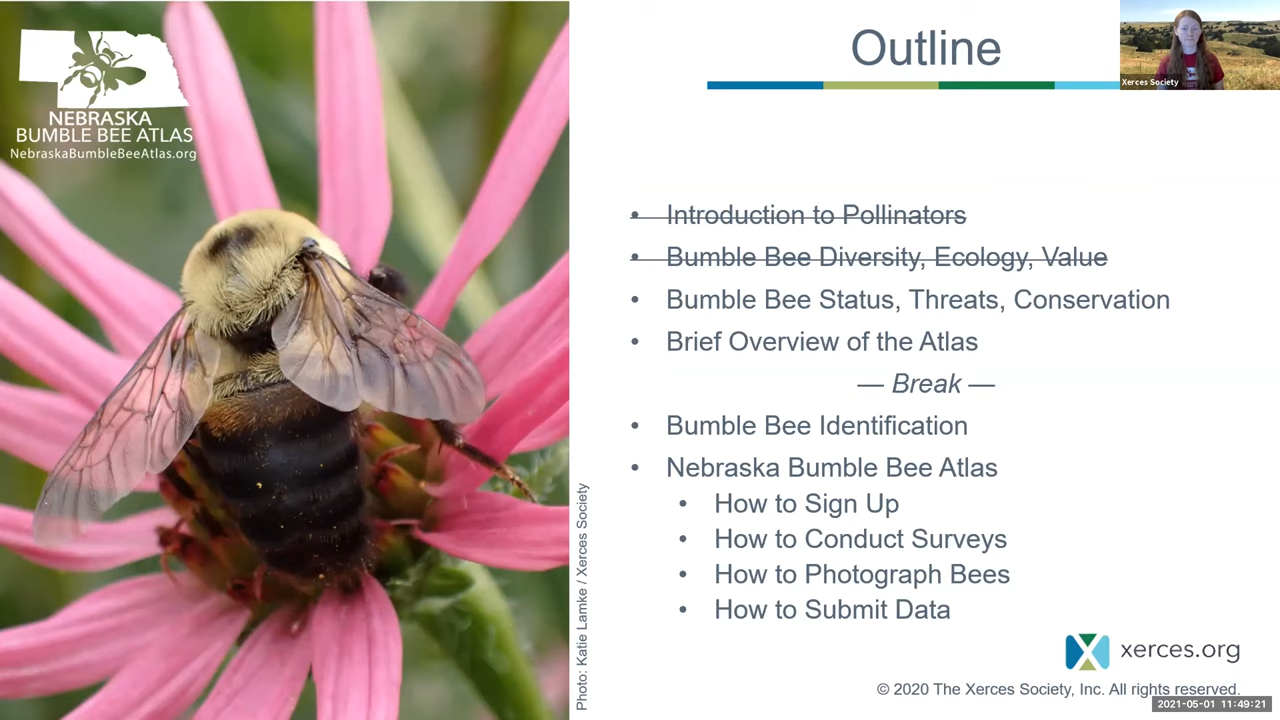 NEBRASKA
BUMBLE BEE ATLAS
NebraskaBumbleBeeAtlas.org
Photo: Katie Lamke / Xerces Society
Outline
Xerces Society
• Introduction to Pollinators
• Bumble Bee Diversity, Ecology, Value
• Bumble Bee Status, Threats, Conservation
• Brief Overview of the Atlas
— Break —
• Bumble Bee Identification
• Nebraska Bumble Bee Atlas
• How to Sign Up
• How to Conduct Surveys
• How to Photograph Bees
• How to Submit Data
xerces.org
© 2020 The Xerces Society, Inc. All rights reserved.
2021-05-01 11:49:21